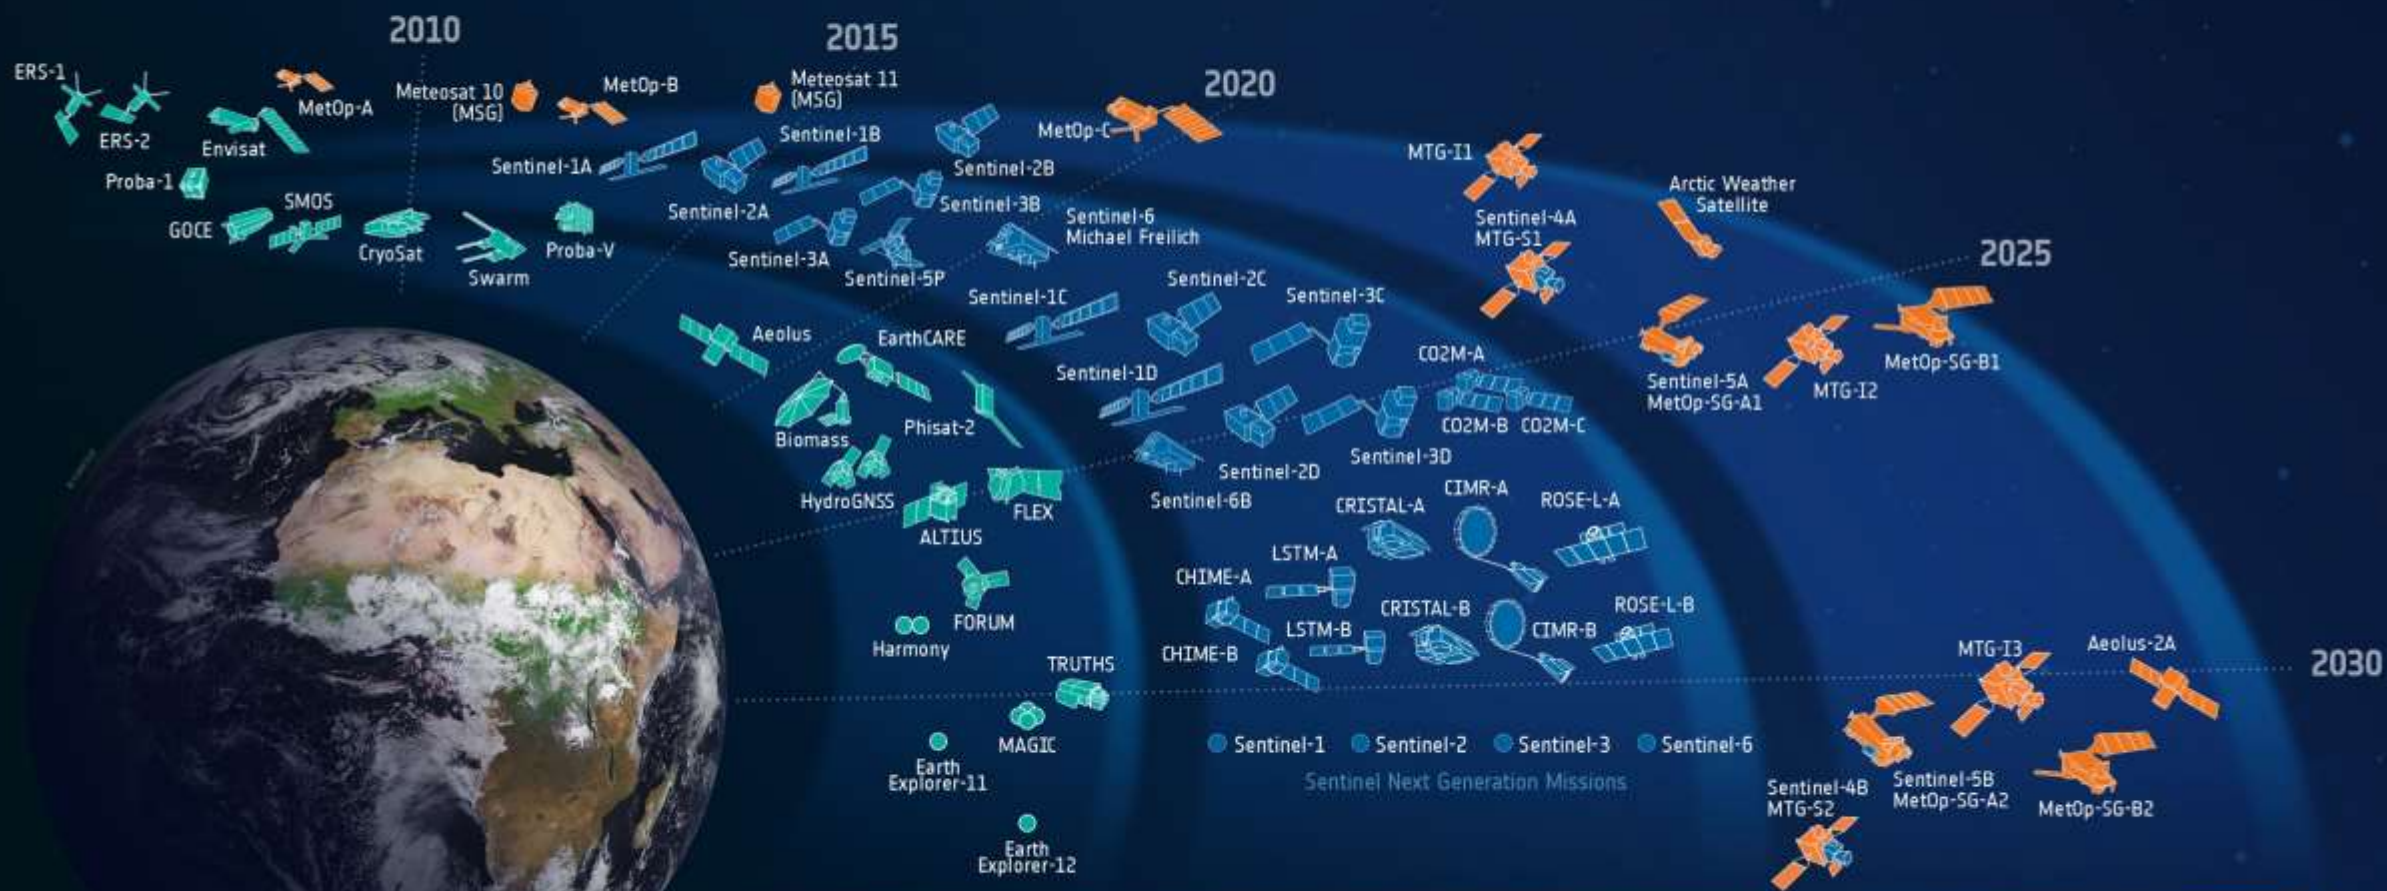 2010
2015
2020
2025
2030
ERS-1
ERS-2
Envisat
MetOp-A
Meteosat 10
(MSG)
MetOp-B
Meteosat 11
(MSG)
MetOp-C
Proba-1
GOCE
SMOS
CryoSat
Swarm
Proba-V
Sentinel-1A
Sentinel-2A
Sentinel-1B
Sentinel-2B
Sentinel-3A
Sentinel-3B
Sentinel-5P
Sentinel-6
Michael Freilich
MTG-I1
Sentinel-4A
MTG-S1
Arctic Weather
Satellite
Aeolus
EarthCARE
Biomass
Phisat-2
HydroGNSS
ALTIUS
FLEX
Sentinel-1C
Sentinel-2C
Sentinel-3C
Sentinel-1D
Sentinel-2D
Sentinel-3D
Sentinel-6B
CO2M-A
CO2M-B
CO2M-C
Sentinel-5A
MetOp-SG-A1
MTG-I2
MetOp-SG-B1
FORUM
Harmony
TRUTHS
CHIME-A
LSTM-A
CRISTAL-A
CIMR-A
ROSE-L-A
CHIME-B
LSTM-B
CRISTAL-B
CIMR-B
ROSE-L-B
MTG-I3
Aeolus-2A
MAGIC
Earth
Explorer-11
Earth
Explorer-12
Sentinel-1
Sentinel-2
Sentinel-3
Sentinel-6
Sentinel Next Generation Missions
Sentinel-4B
MTG-S2
Sentinel-5B
MetOp-SG-A2
MetOp-SG-B2